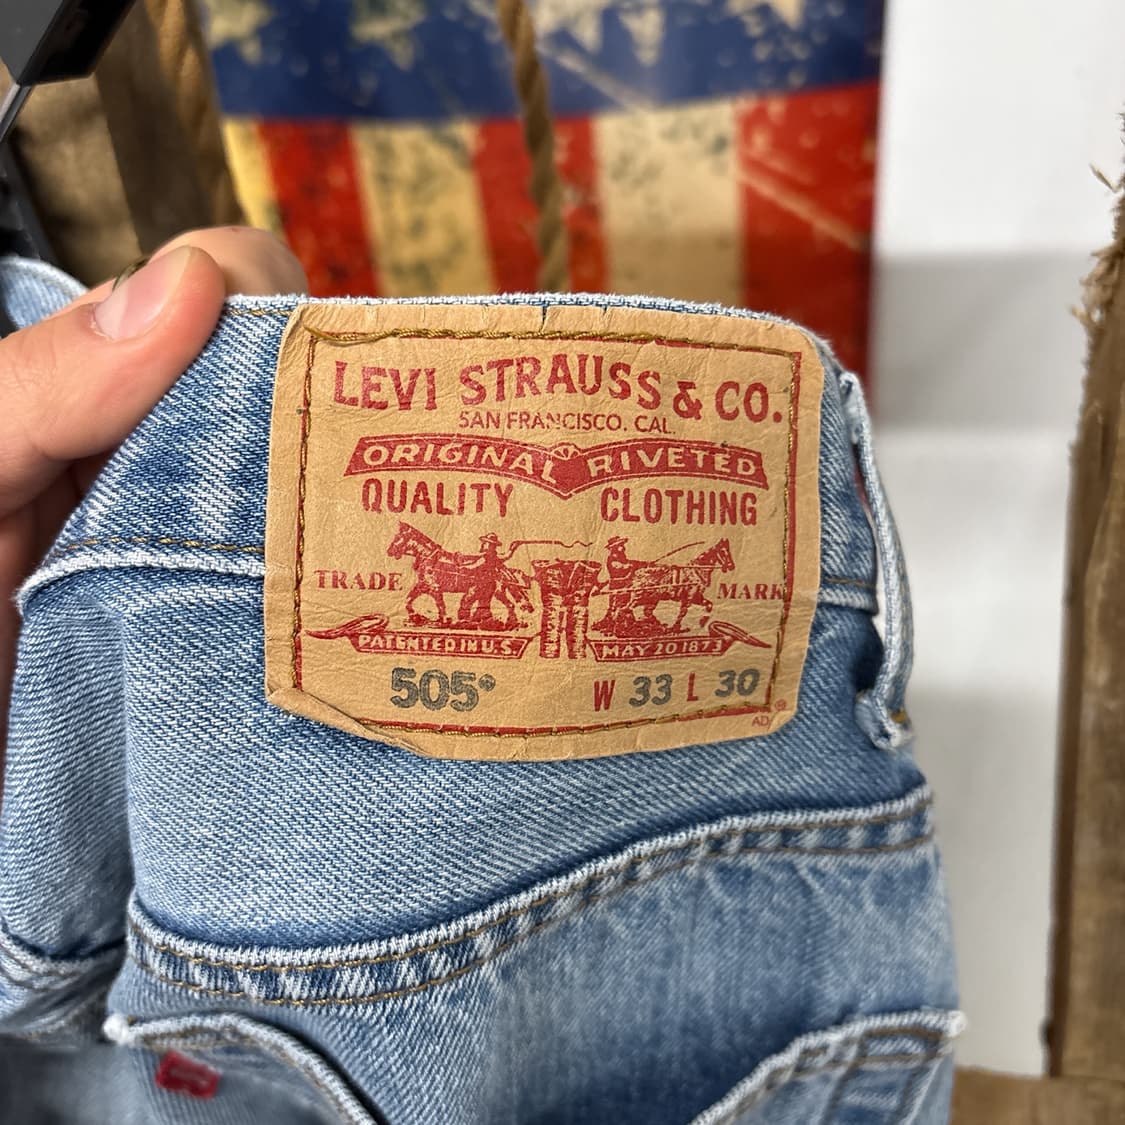 LEVI STRAUSS & CO.
SAN FRANCISCO. CAL.
ORIGINAL RIVETED
QUALITY CLOTHING
TRADE MARK
PATENTED IN U.S. MAY 20 1873
505® W 33 L 30
AD ®